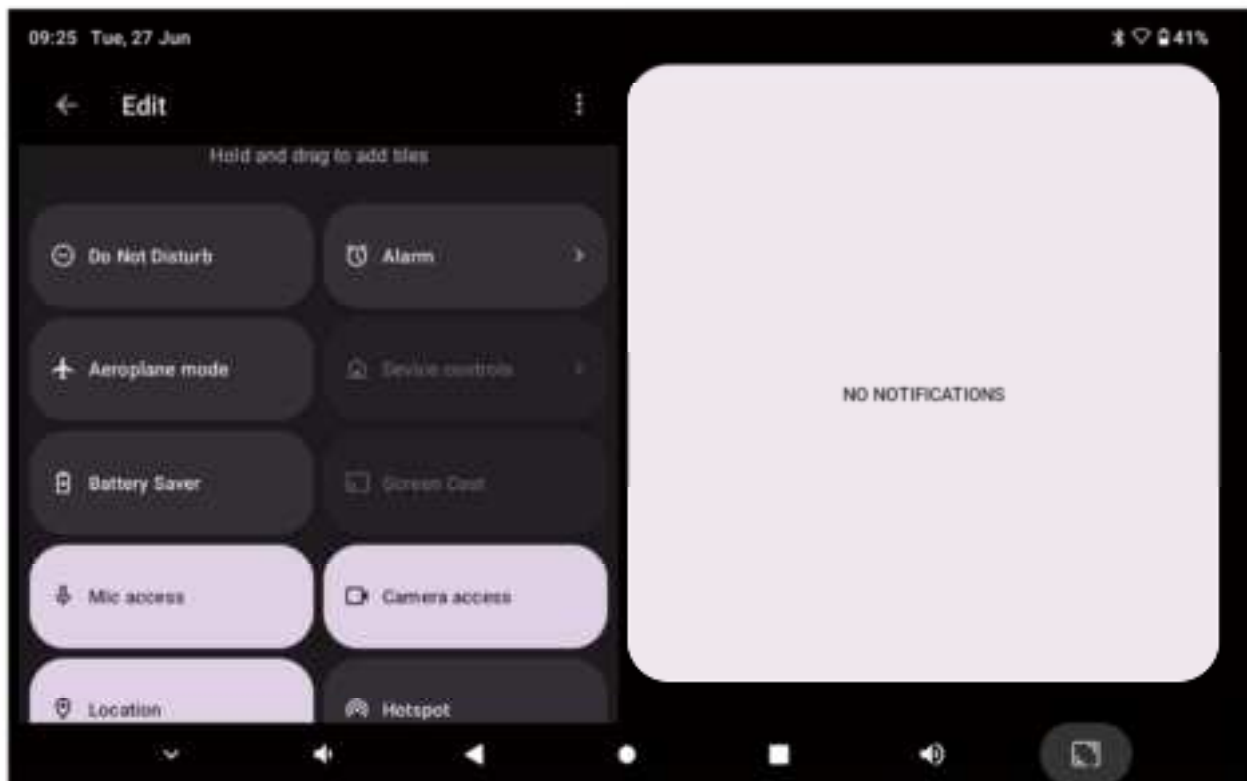 09:25 Tue, 27 Jun
41%
Edit
Hold and drag to add tiles
Do Not Disturb
Alarm
Aeroplane mode
Device controls
Battery Saver
Screen Cast
Mic access
Camera access
Location
Hotspot
NO NOTIFICATIONS